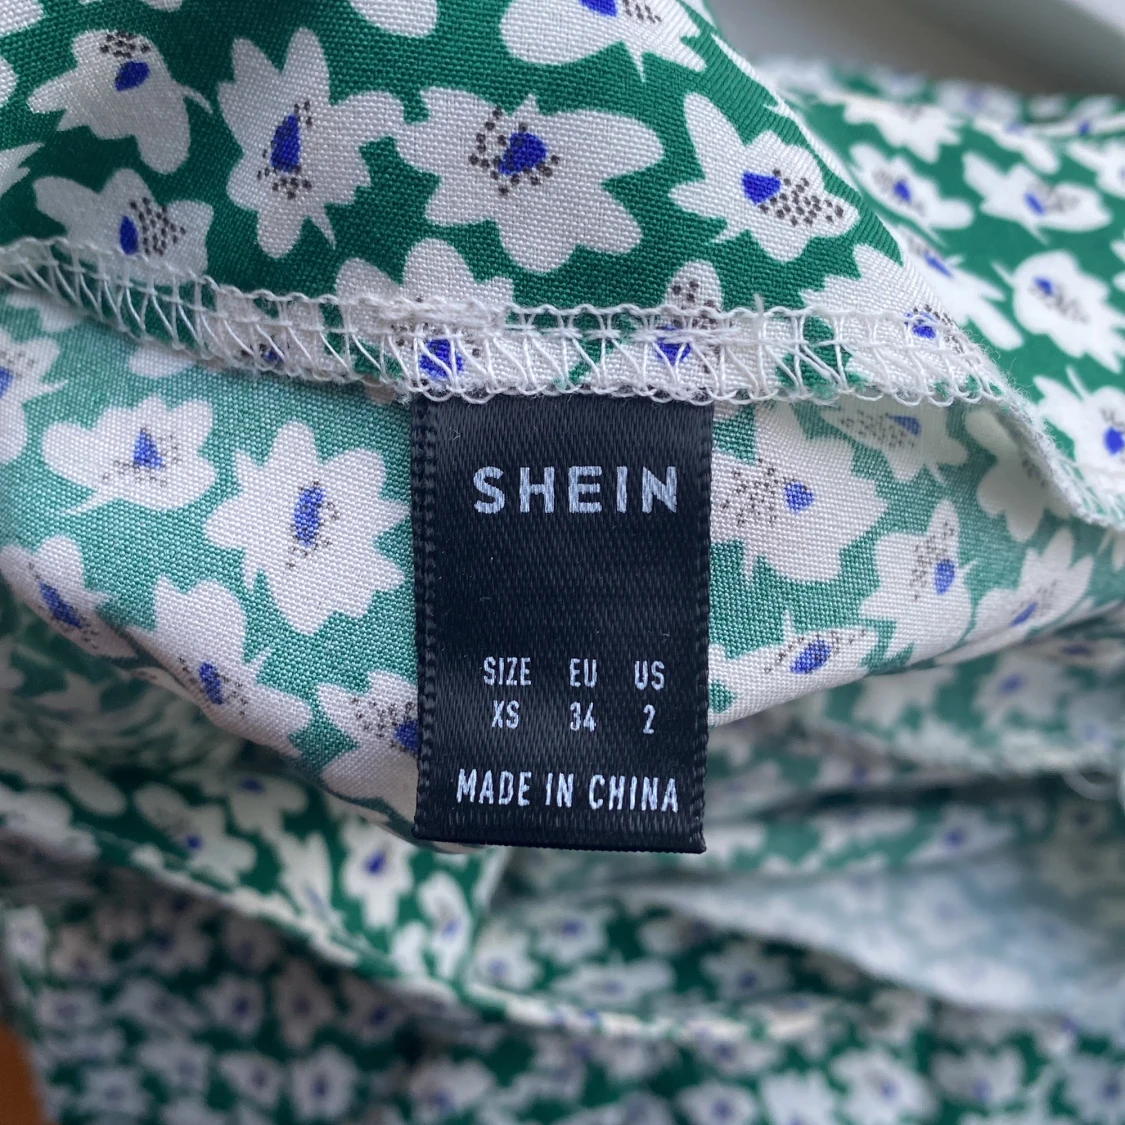 SHEIN
SIZE EU US
XS 34 2
MADE IN CHINA